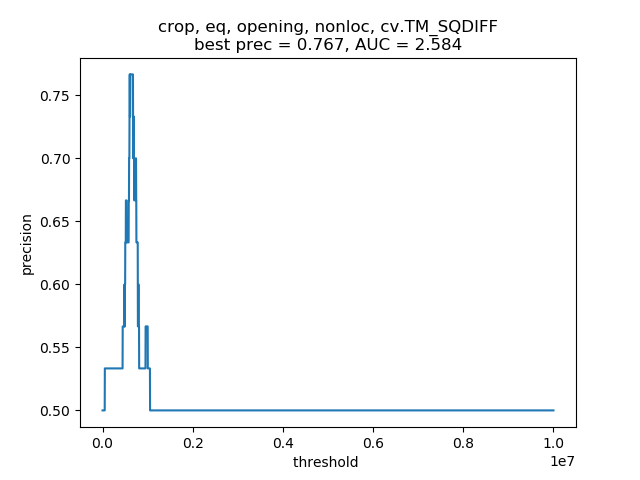 crop, eq, opening, nonloc, cv.TM_SQDIFF
best prec = 0.767, AUC = 2.584
precision
0.75
0.70
0.65
0.60
0.55
0.50
0.0 0.2 0.4 0.6 0.8 1.0
1e7
threshold